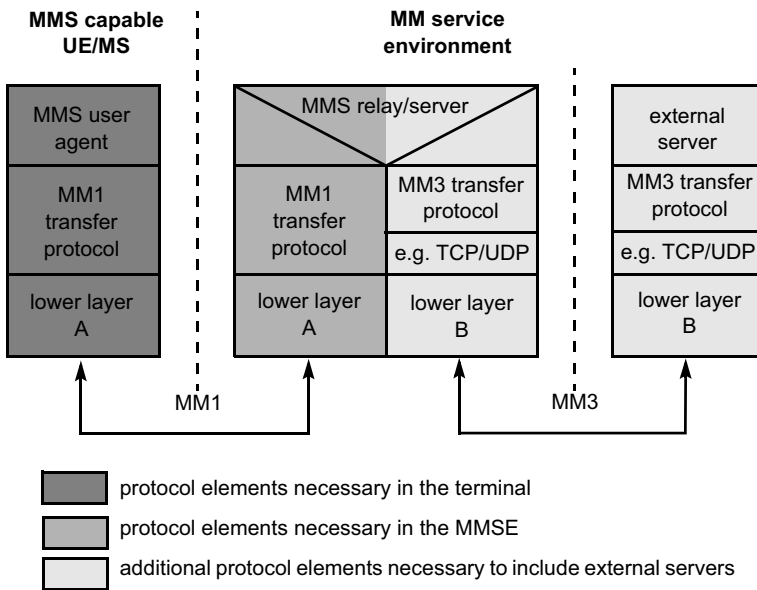 MMS capable
UE/MS
MM service
environment
MMS user
agent
MM1
transfer
protocol
lower layer
A
MMS relay/server
MM1
transfer
protocol
lower layer
A
MM3 transfer
protocol
e.g. TCP/UDP
lower layer
B
external
server
MM3 transfer
protocol
e.g. TCP/UDP
lower layer
B
MM1
MM3
protocol elements necessary in the terminal
protocol elements necessary in the MMSE
additional protocol elements necessary to include external servers